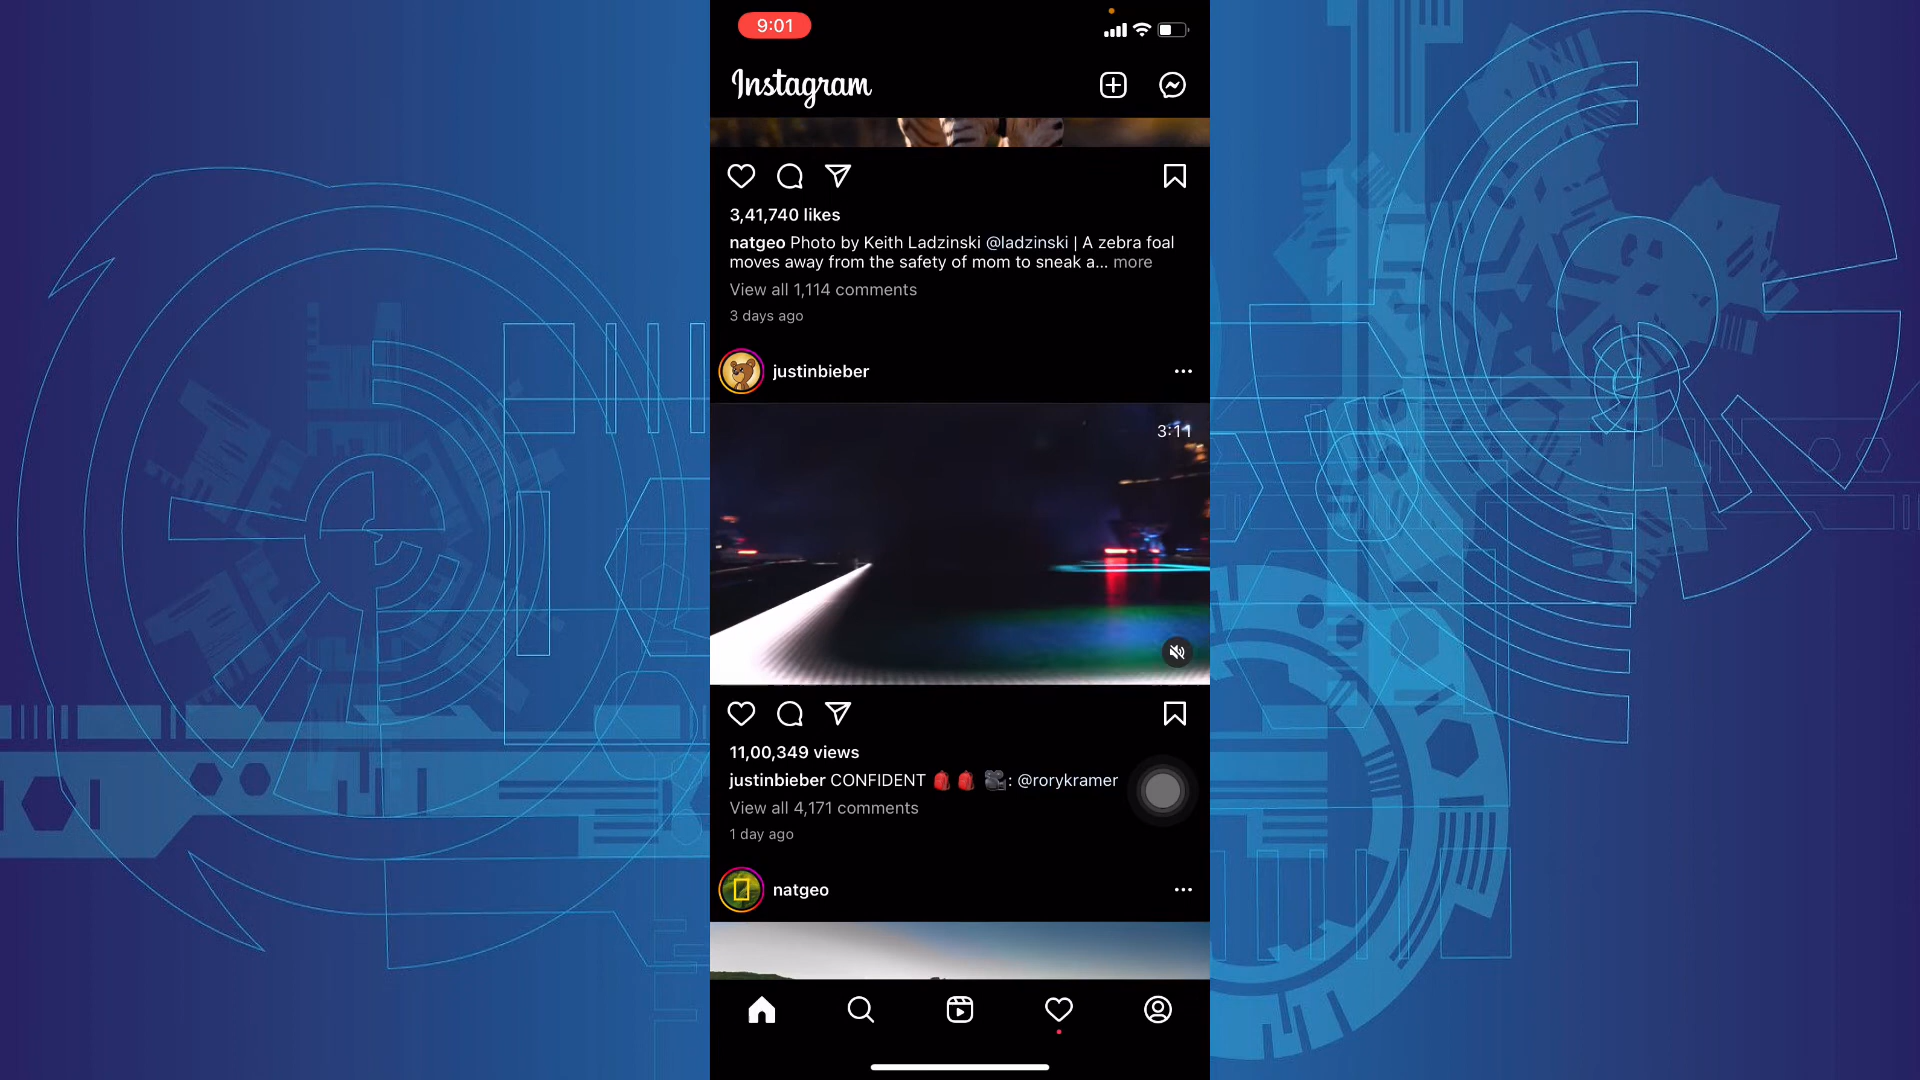 9:01
Instagram
3,41,740 likes
natgeo Photo by Keith Ladzinski @ladzinski | A zebra foal
moves away from the safety of mom to sneak a... more
View all 1,114 comments
3 days ago
justinbieber
3:11
11,00,349 views
justinbieber CONFIDENT 🎒🎒 🎥: @rorykramer
View all 4,171 comments
1 day ago
natgeo